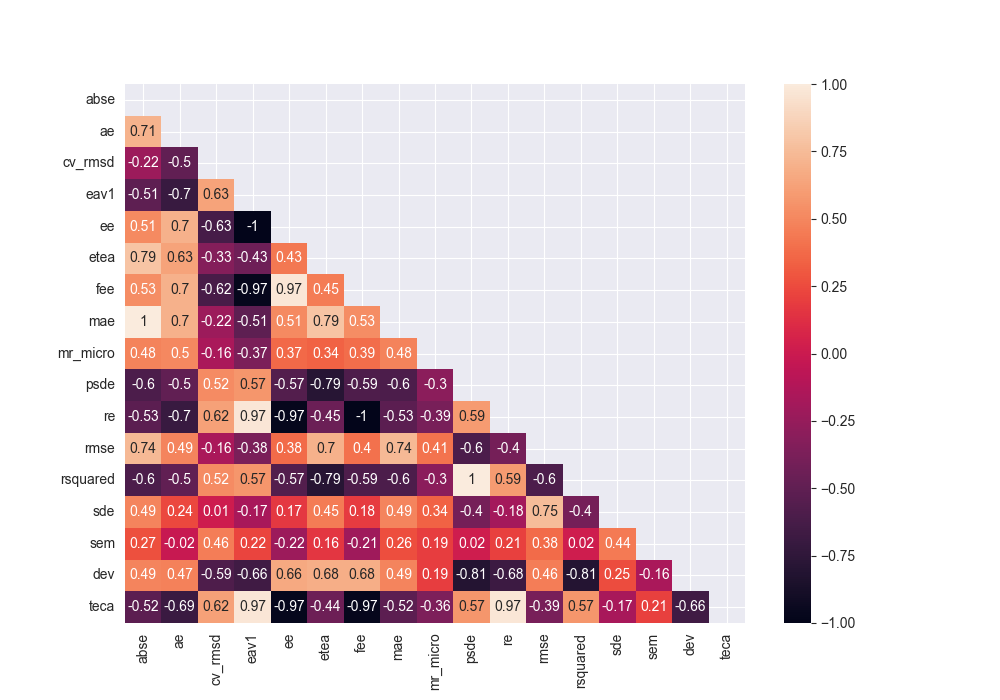 abse
ae 0.71
cv_rmsd -0.22 -0.5
eav1 -0.51 -0.7 0.63
ee 0.51 0.7 -0.63 -1
etea 0.79 0.63 -0.33 -0.43 0.43
fee 0.53 0.7 -0.62 -0.97 0.97 0.45
mae 1 0.7 -0.22 -0.51 0.51 0.79 0.53
mr_micro 0.48 0.5 -0.16 -0.37 0.37 0.34 0.39 0.48
psde -0.6 -0.5 0.52 0.57 -0.57 -0.79 -0.59 -0.6 -0.3
re -0.53 -0.7 0.62 0.97 -0.97 -0.45 -1 -0.53 -0.39 0.59
rmse 0.74 0.49 -0.16 -0.38 0.38 0.7 0.4 0.74 0.41 -0.6 -0.4
rsquared -0.6 -0.5 0.52 0.57 -0.57 -0.79 -0.59 -0.6 -0.3 1 0.59 -0.6
sde 0.49 0.24 0.01 -0.17 0.17 0.45 0.18 0.49 0.34 -0.4 -0.18 0.75 -0.4
sem 0.27 -0.02 0.46 0.22 -0.22 0.16 -0.21 0.26 0.19 0.02 0.21 0.38 0.02 0.44
dev 0.49 0.47 -0.59 -0.66 0.66 0.68 0.68 0.49 0.19 -0.81 -0.68 0.46 -0.81 0.25 -0.16
teca -0.52 -0.69 0.62 0.97 -0.97 -0.44 -0.97 -0.52 -0.36 0.57 0.97 -0.39 0.57 -0.17 0.21 -0.66
abse ae cv_rmsd eav1 ee etea fee mae mr_micro psde re rmse rsquared sde sem dev teca
1.00
0.75
0.50
0.25
0.00
−0.25
−0.50
−0.75
−1.00